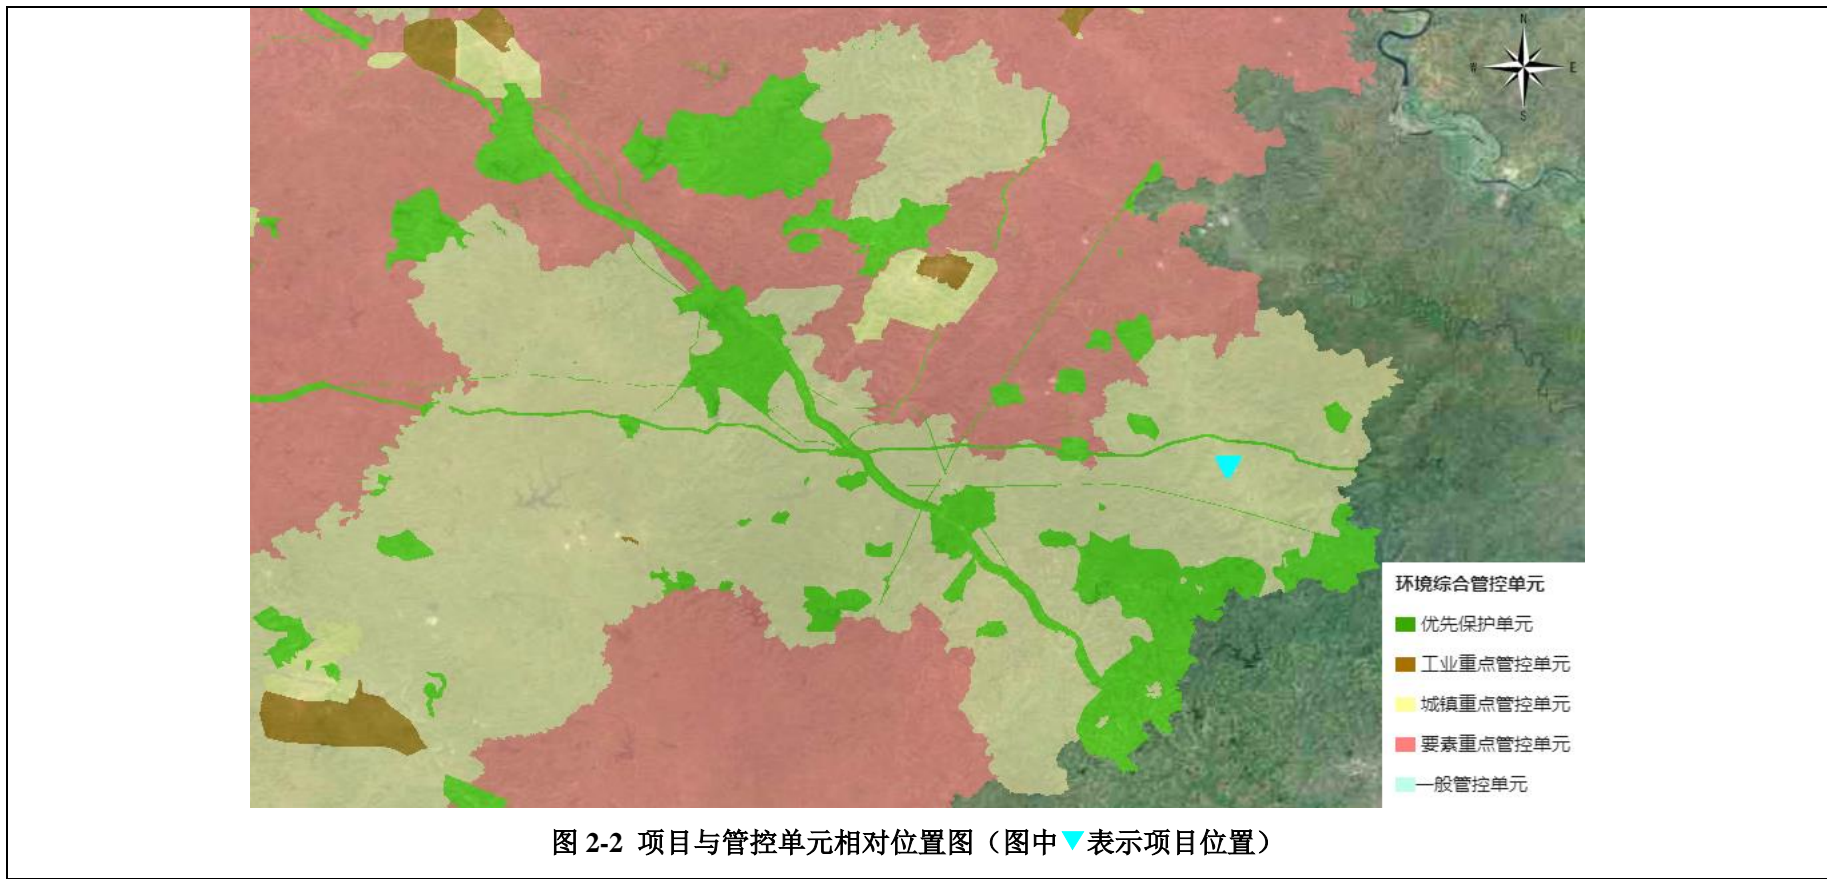 N
W
E
S
环境综合管控单元
优先保护单元
工业重点管控单元
城镇重点管控单元
要素重点管控单元
一般管控单元
图 2-2 项目与管控单元相对位置图（图中▼表示项目位置）